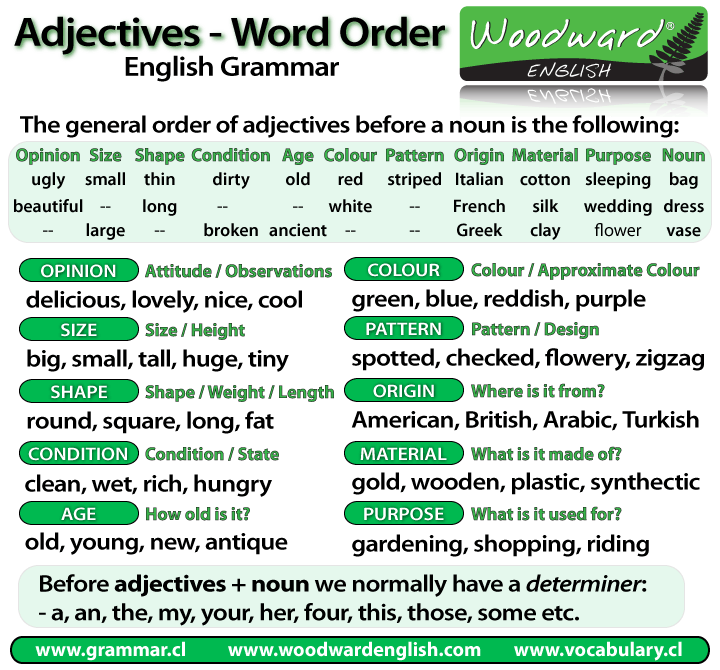 Adjectives - Word Order
English Grammar
Woodward®
ENGLISH
The general order of adjectives before a noun is the following:
Opinion Size Shape Condition Age Colour Pattern Origin Material Purpose Noun
ugly small thin dirty old red striped Italian cotton sleeping bag
beautiful -- long -- -- white -- French silk wedding dress
-- large -- broken ancient -- -- Greek clay flower vase
OPINION Attitude / Observations
delicious, lovely, nice, cool
SIZE Size / Height
big, small, tall, huge, tiny
SHAPE Shape / Weight / Length
round, square, long, fat
CONDITION Condition / State
clean, wet, rich, hungry
AGE How old is it?
old, young, new, antique
COLOUR Colour / Approximate Colour
green, blue, reddish, purple
PATTERN Pattern / Design
spotted, checked, flowery, zigzag
ORIGIN Where is it from?
American, British, Arabic, Turkish
MATERIAL What is it made of?
gold, wooden, plastic, synthectic
PURPOSE What is it used for?
gardening, shopping, riding
Before adjectives + noun we normally have a determiner:
- a, an, the, my, your, her, four, this, those, some etc.
www.grammar.cl www.woodwardenglish.com www.vocabulary.cl